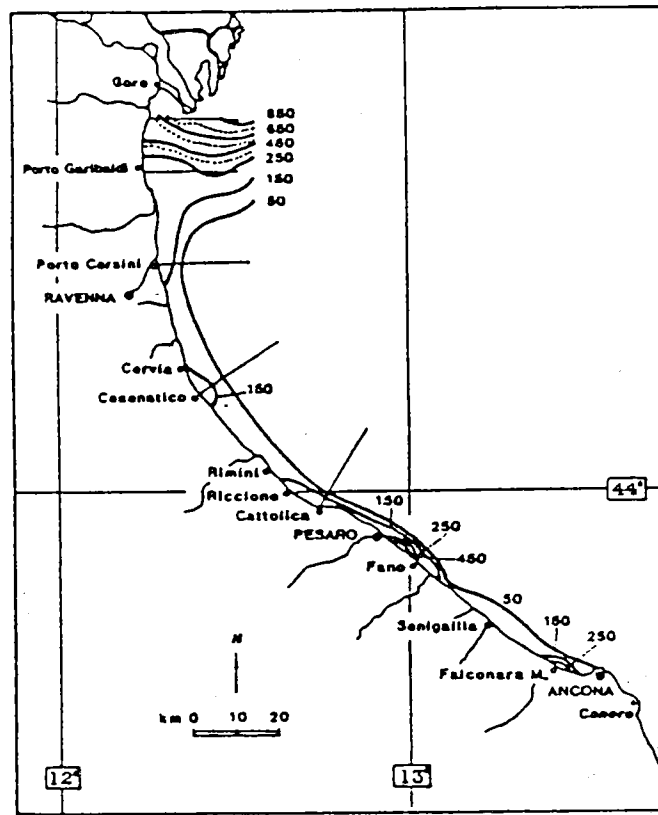 Goro
850
650
450
250
Porto Garibaldi
150
50
Porto Corsini
RAVENNA
Cervia
150
Cesenatico
Rimini
44°
Riccione
150
Cattolica
250
PESARO
450
Fano
50
Senigallia
150
250
N
Falconara M.
ANCONA
km 0 10 20
Conero
12°
13°